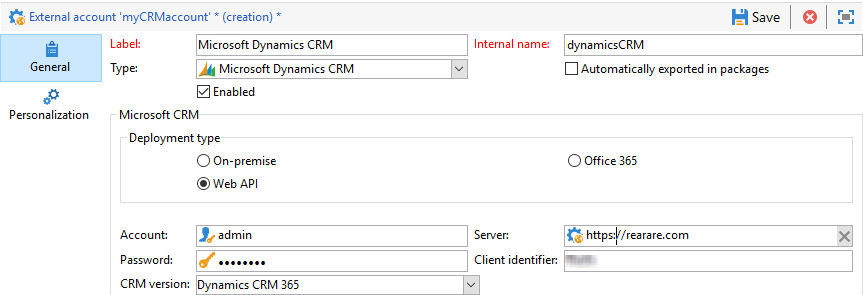 External account 'myCRMaccount' * (creation) *
Save
General
Personalization
Label: Microsoft Dynamics CRM Internal name: dynamicsCRM
Type: Microsoft Dynamics CRM Automatically exported in packages
Enabled
Microsoft CRM
Deployment type
On-premise Office 365
Web API
Account: admin Server: https://rearare.com
Password: •••••••• Client identifier:
CRM version: Dynamics CRM 365